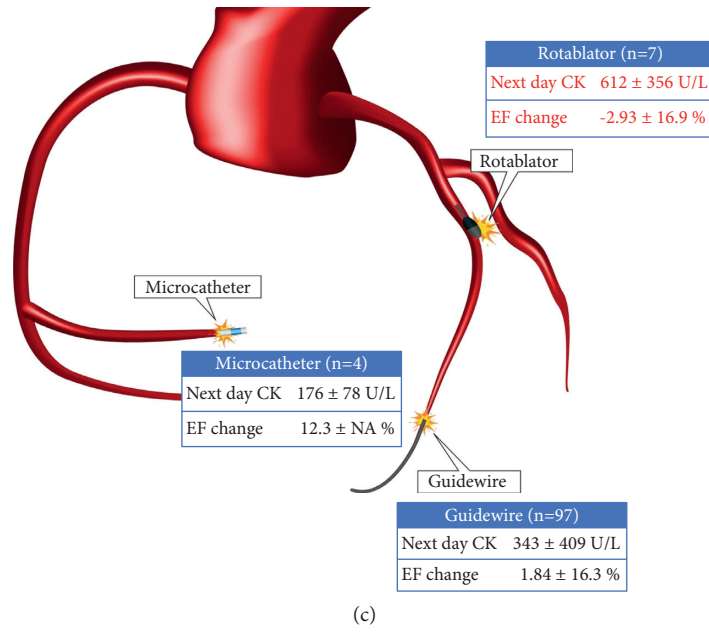 Rotablator (n=7)
Next day CK 612 ± 356 U/L
EF change -2.93 ± 16.9 %
Rotablator
Microcatheter
Microcatheter (n=4)
Next day CK 176 ± 78 U/L
EF change 12.3 ± NA %
Guidewire
Guidewire (n=97)
Next day CK 343 ± 409 U/L
EF change 1.84 ± 16.3 %
(c)